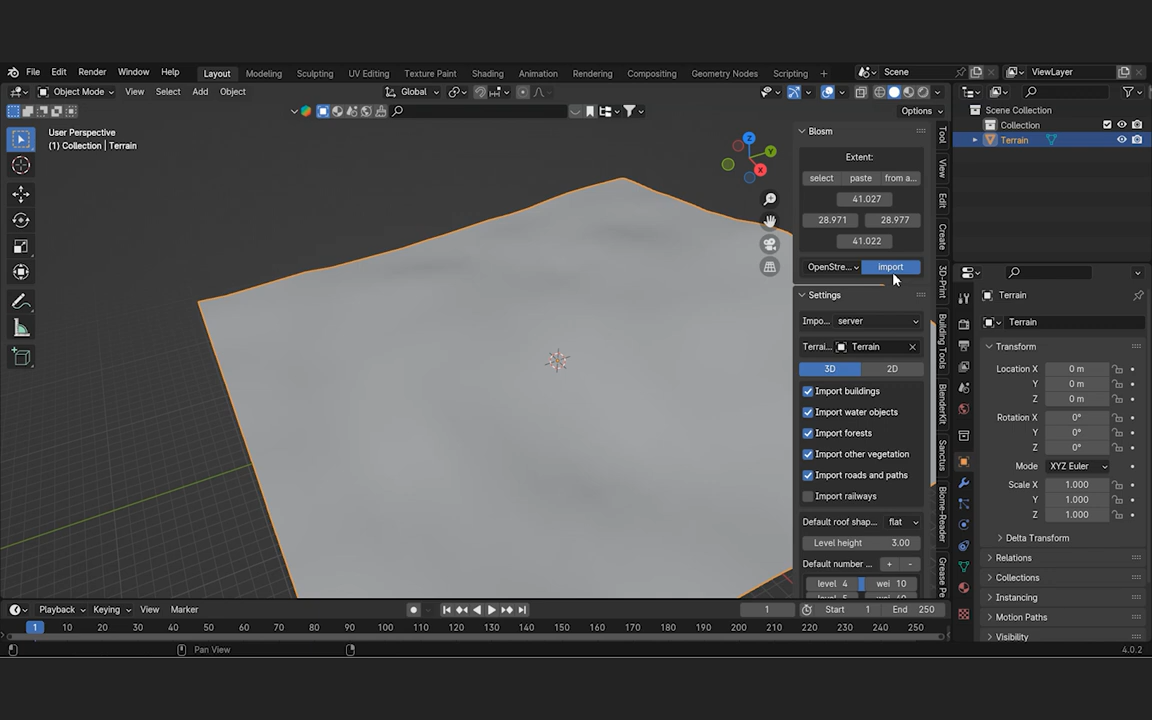 File Edit Render Window Help Layout Modeling Sculpting UV Editing Texture Paint Shading Animation Rendering Compositing Geometry Nodes Scripting + Scene ViewLayer
Object Mode View Select Add Object Global
Options
User Perspective
(1) Collection | Terrain
Z
Y
X
Blosm
Extent:
select paste from a...
41.027
28.971 28.977
41.022
OpenStre... import
Settings
Impo... server
Terrai... Terrain
3D 2D
Import buildings
Import water objects
Import forests
Import other vegetation
Import roads and paths
Import railways
Default roof shap... flat
Level height 3.00
Default number ... + -
level 4 wei 10
Tool
View
Edit
Create
3D-Print
Building Tools
BlenderKit
Sanctus
Biome-Reader
Grease Pe
Scene Collection
Collection
Terrain
Terrain
Terrain
Transform
Location X 0 m
Y 0 m
Z 0 m
Rotation X 0°
Y 0°
Z 0°
Mode XYZ Euler
Scale X 1.000
Y 1.000
Z 1.000
Delta Transform
Relations
Collections
Instancing
Motion Paths
Visibility
Playback Keying View Marker 1 Start 1 End 250
1 10 20 30 40 50 60 70 80 90 100 110 120 130 140 150 160 170 180 190 200 210 220 230 240 250
Pan View 4.0.2